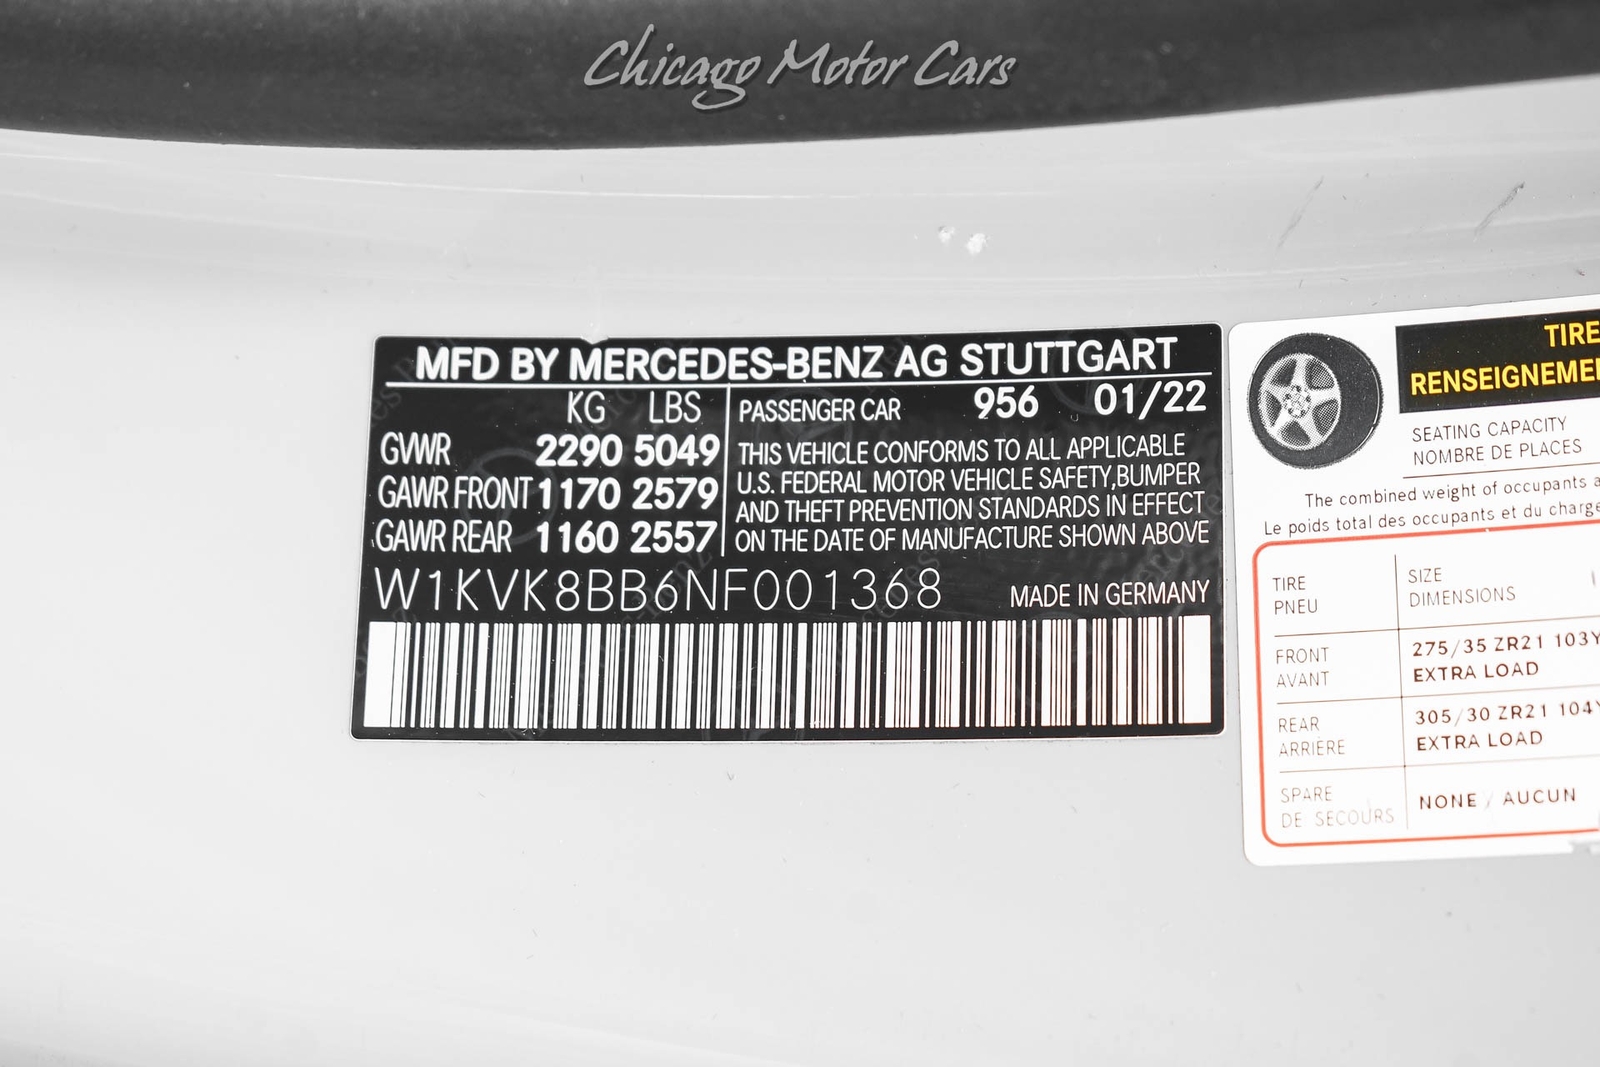 Chicago Motor Cars
MFD BY MERCEDES-BENZ AG STUTTGART
KG LBS
GVWR 2290 5049
GAWR FRONT 1170 2579
GAWR REAR 1160 2557
PASSENGER CAR 956 01/22
THIS VEHICLE CONFORMS TO ALL APPLICABLE
U.S. FEDERAL MOTOR VEHICLE SAFETY,BUMPER
AND THEFT PREVENTION STANDARDS IN EFFECT
ON THE DATE OF MANUFACTURE SHOWN ABOVE
W1KVK8BB6NF001368 MADE IN GERMANY
TIRE
SEATING CAPACITY
NOMBRE DE PLACES
The combined weight of occupants
Le poids total des occupants et du
TIRE
PNEU
SIZE
DIMENSIONS
FRONT
AVANT
275/35 ZR21 103Y
EXTRA LOAD
REAR
ARRIÈRE
305/30 ZR21 104Y
EXTRA LOAD
SPARE
DE SECOURS
NONE / AUCUN